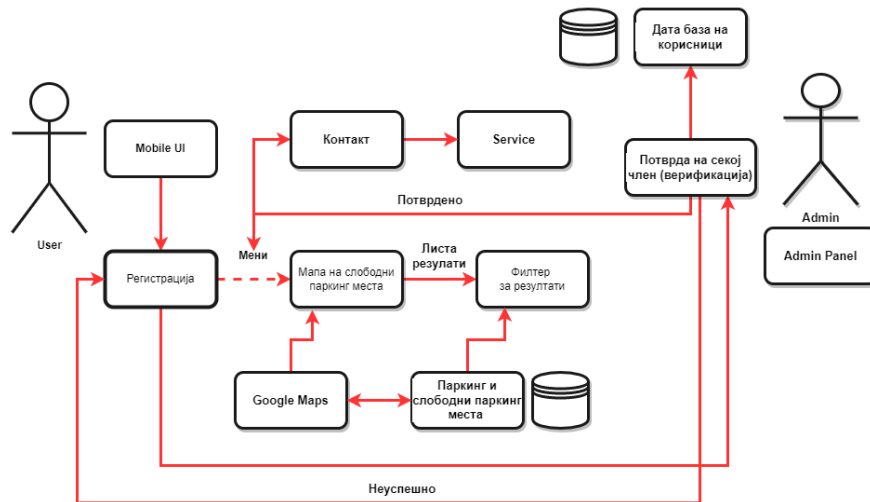 Дата база на
корисници
Mobile UI
Контакт
Service
Потврда на секој
член (верификација)
Потврдено
User
Admin
Мени
Листа
резулати
Регистрација
Мапа на слободни
паркинг места
Филтер
за резултати
Admin Panel
Google Maps
Паркинг и
слободни паркинг
места
Неуспешно